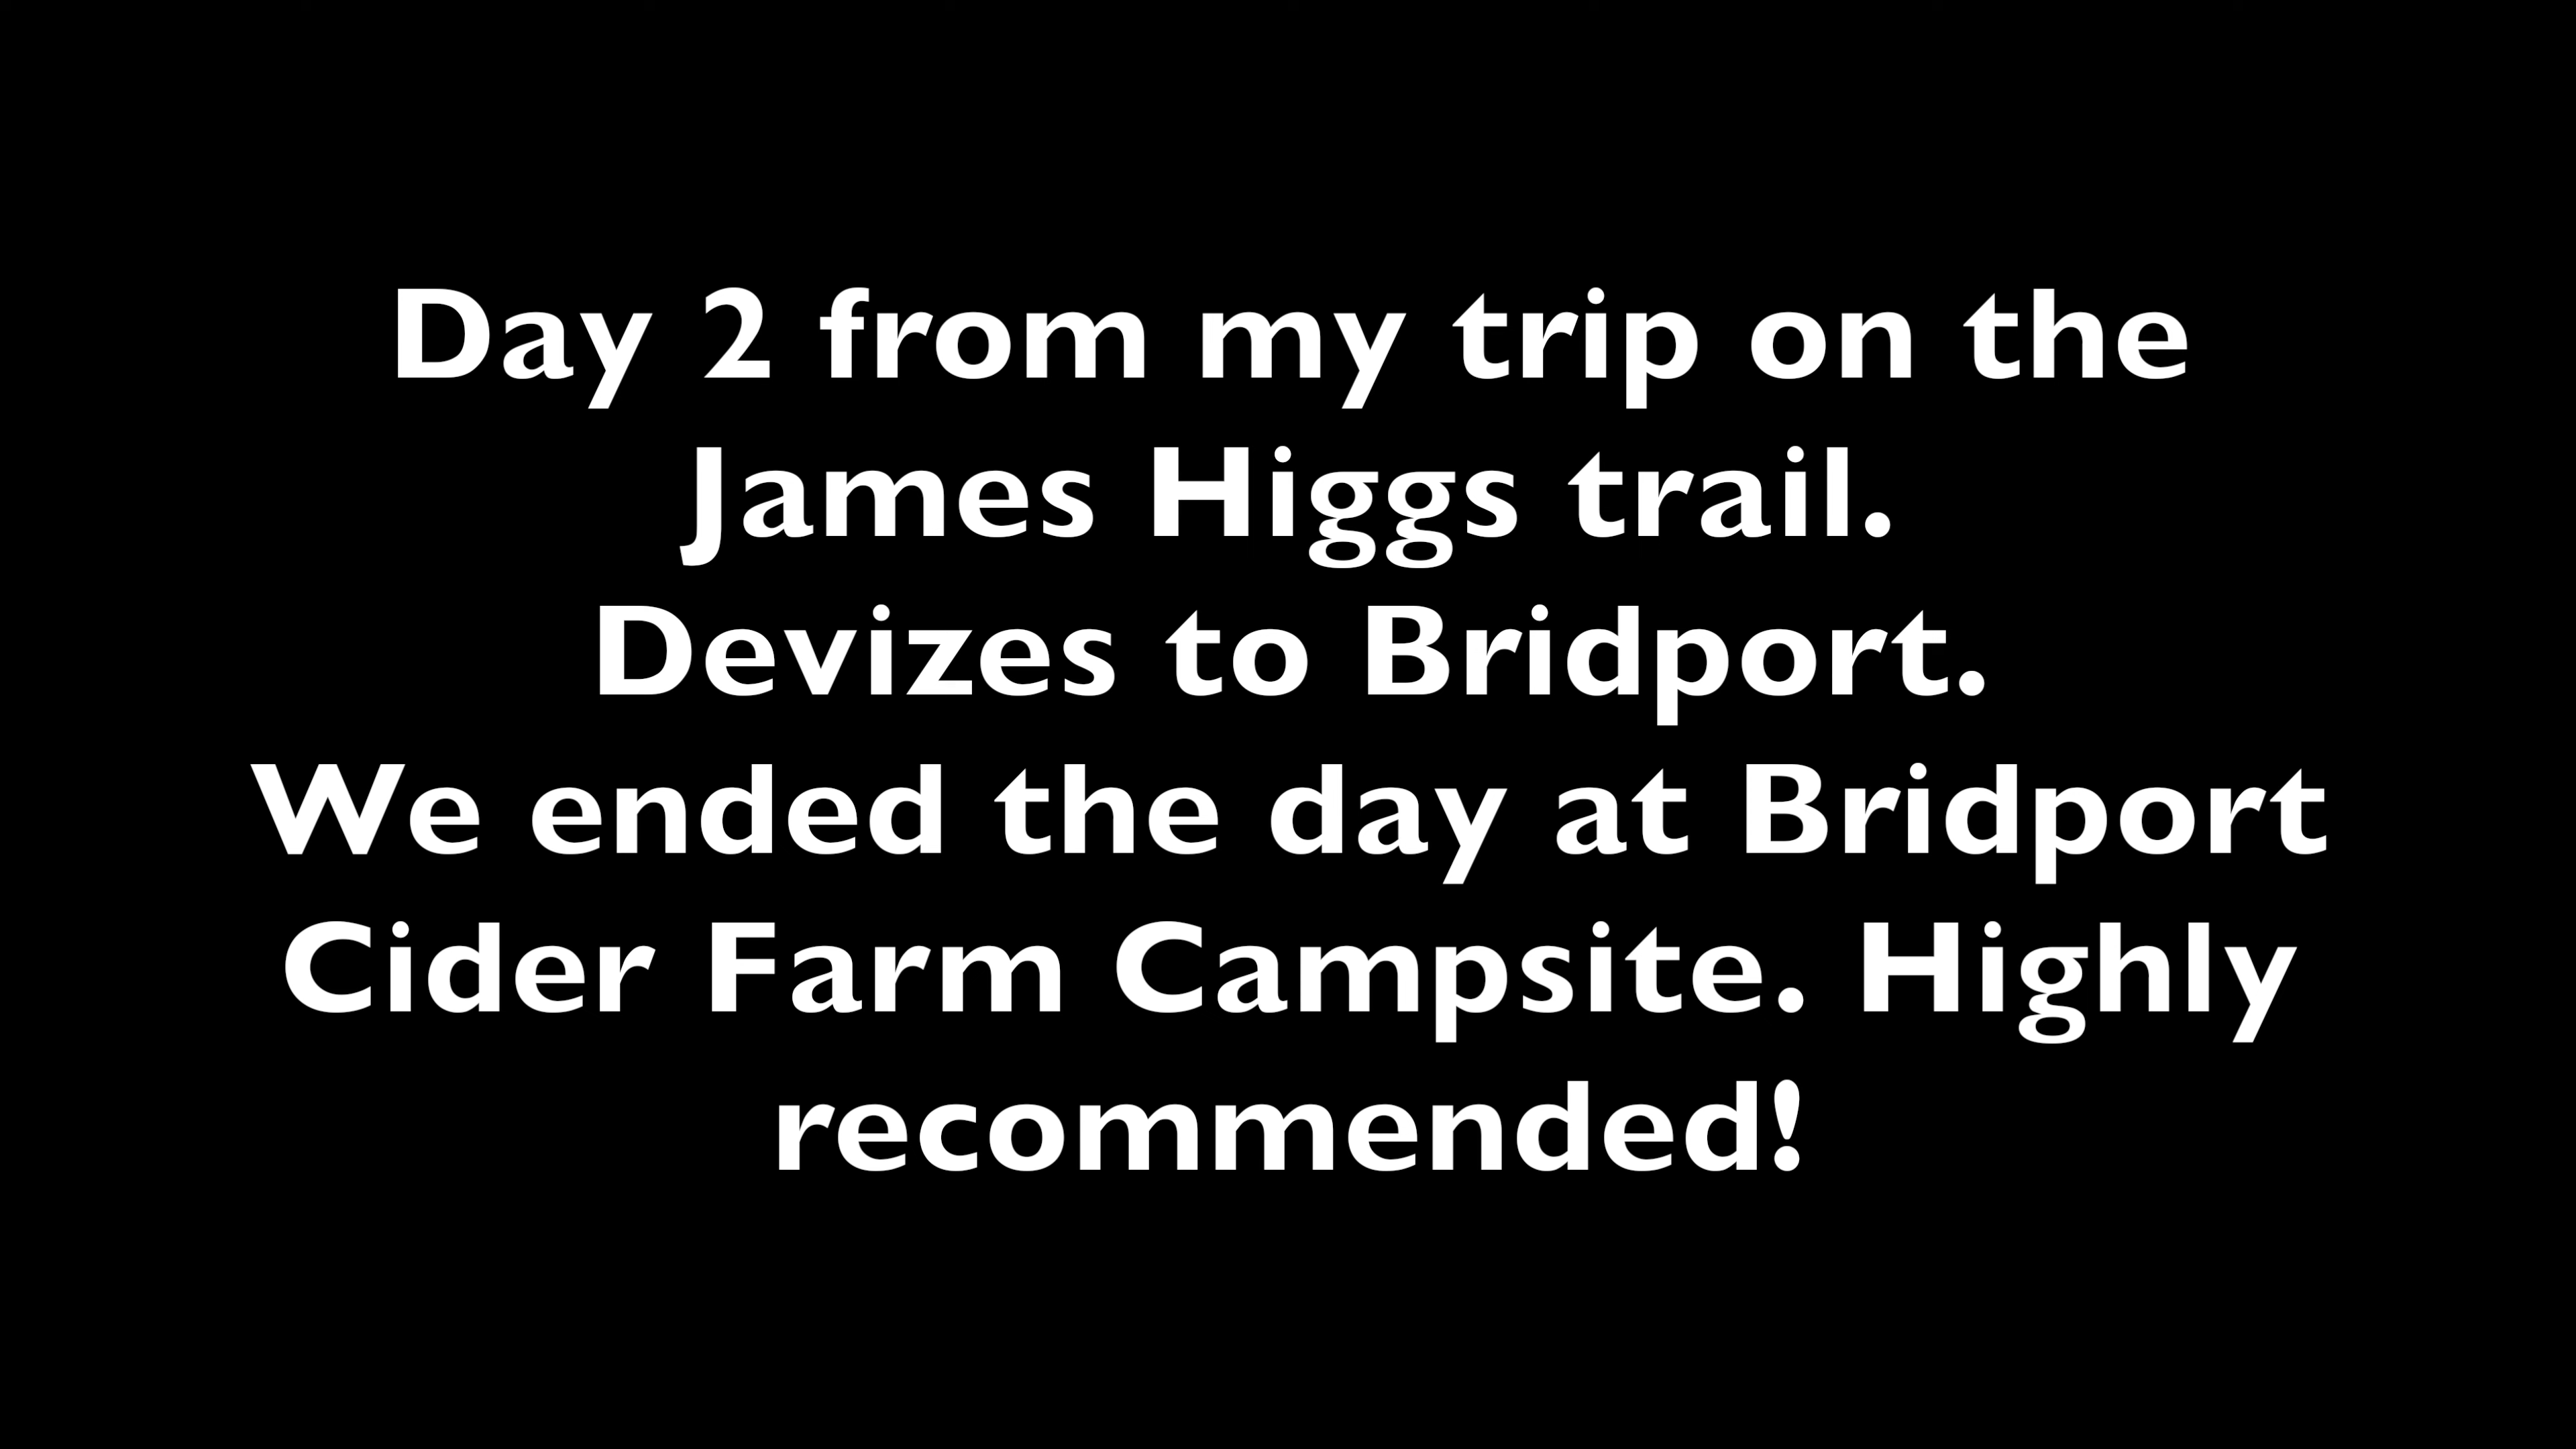 Day 2 from my trip on the
James Higgs trail.
Devizes to Bridport.
We ended the day at Bridport
Cider Farm Campsite. Highly
recommended!